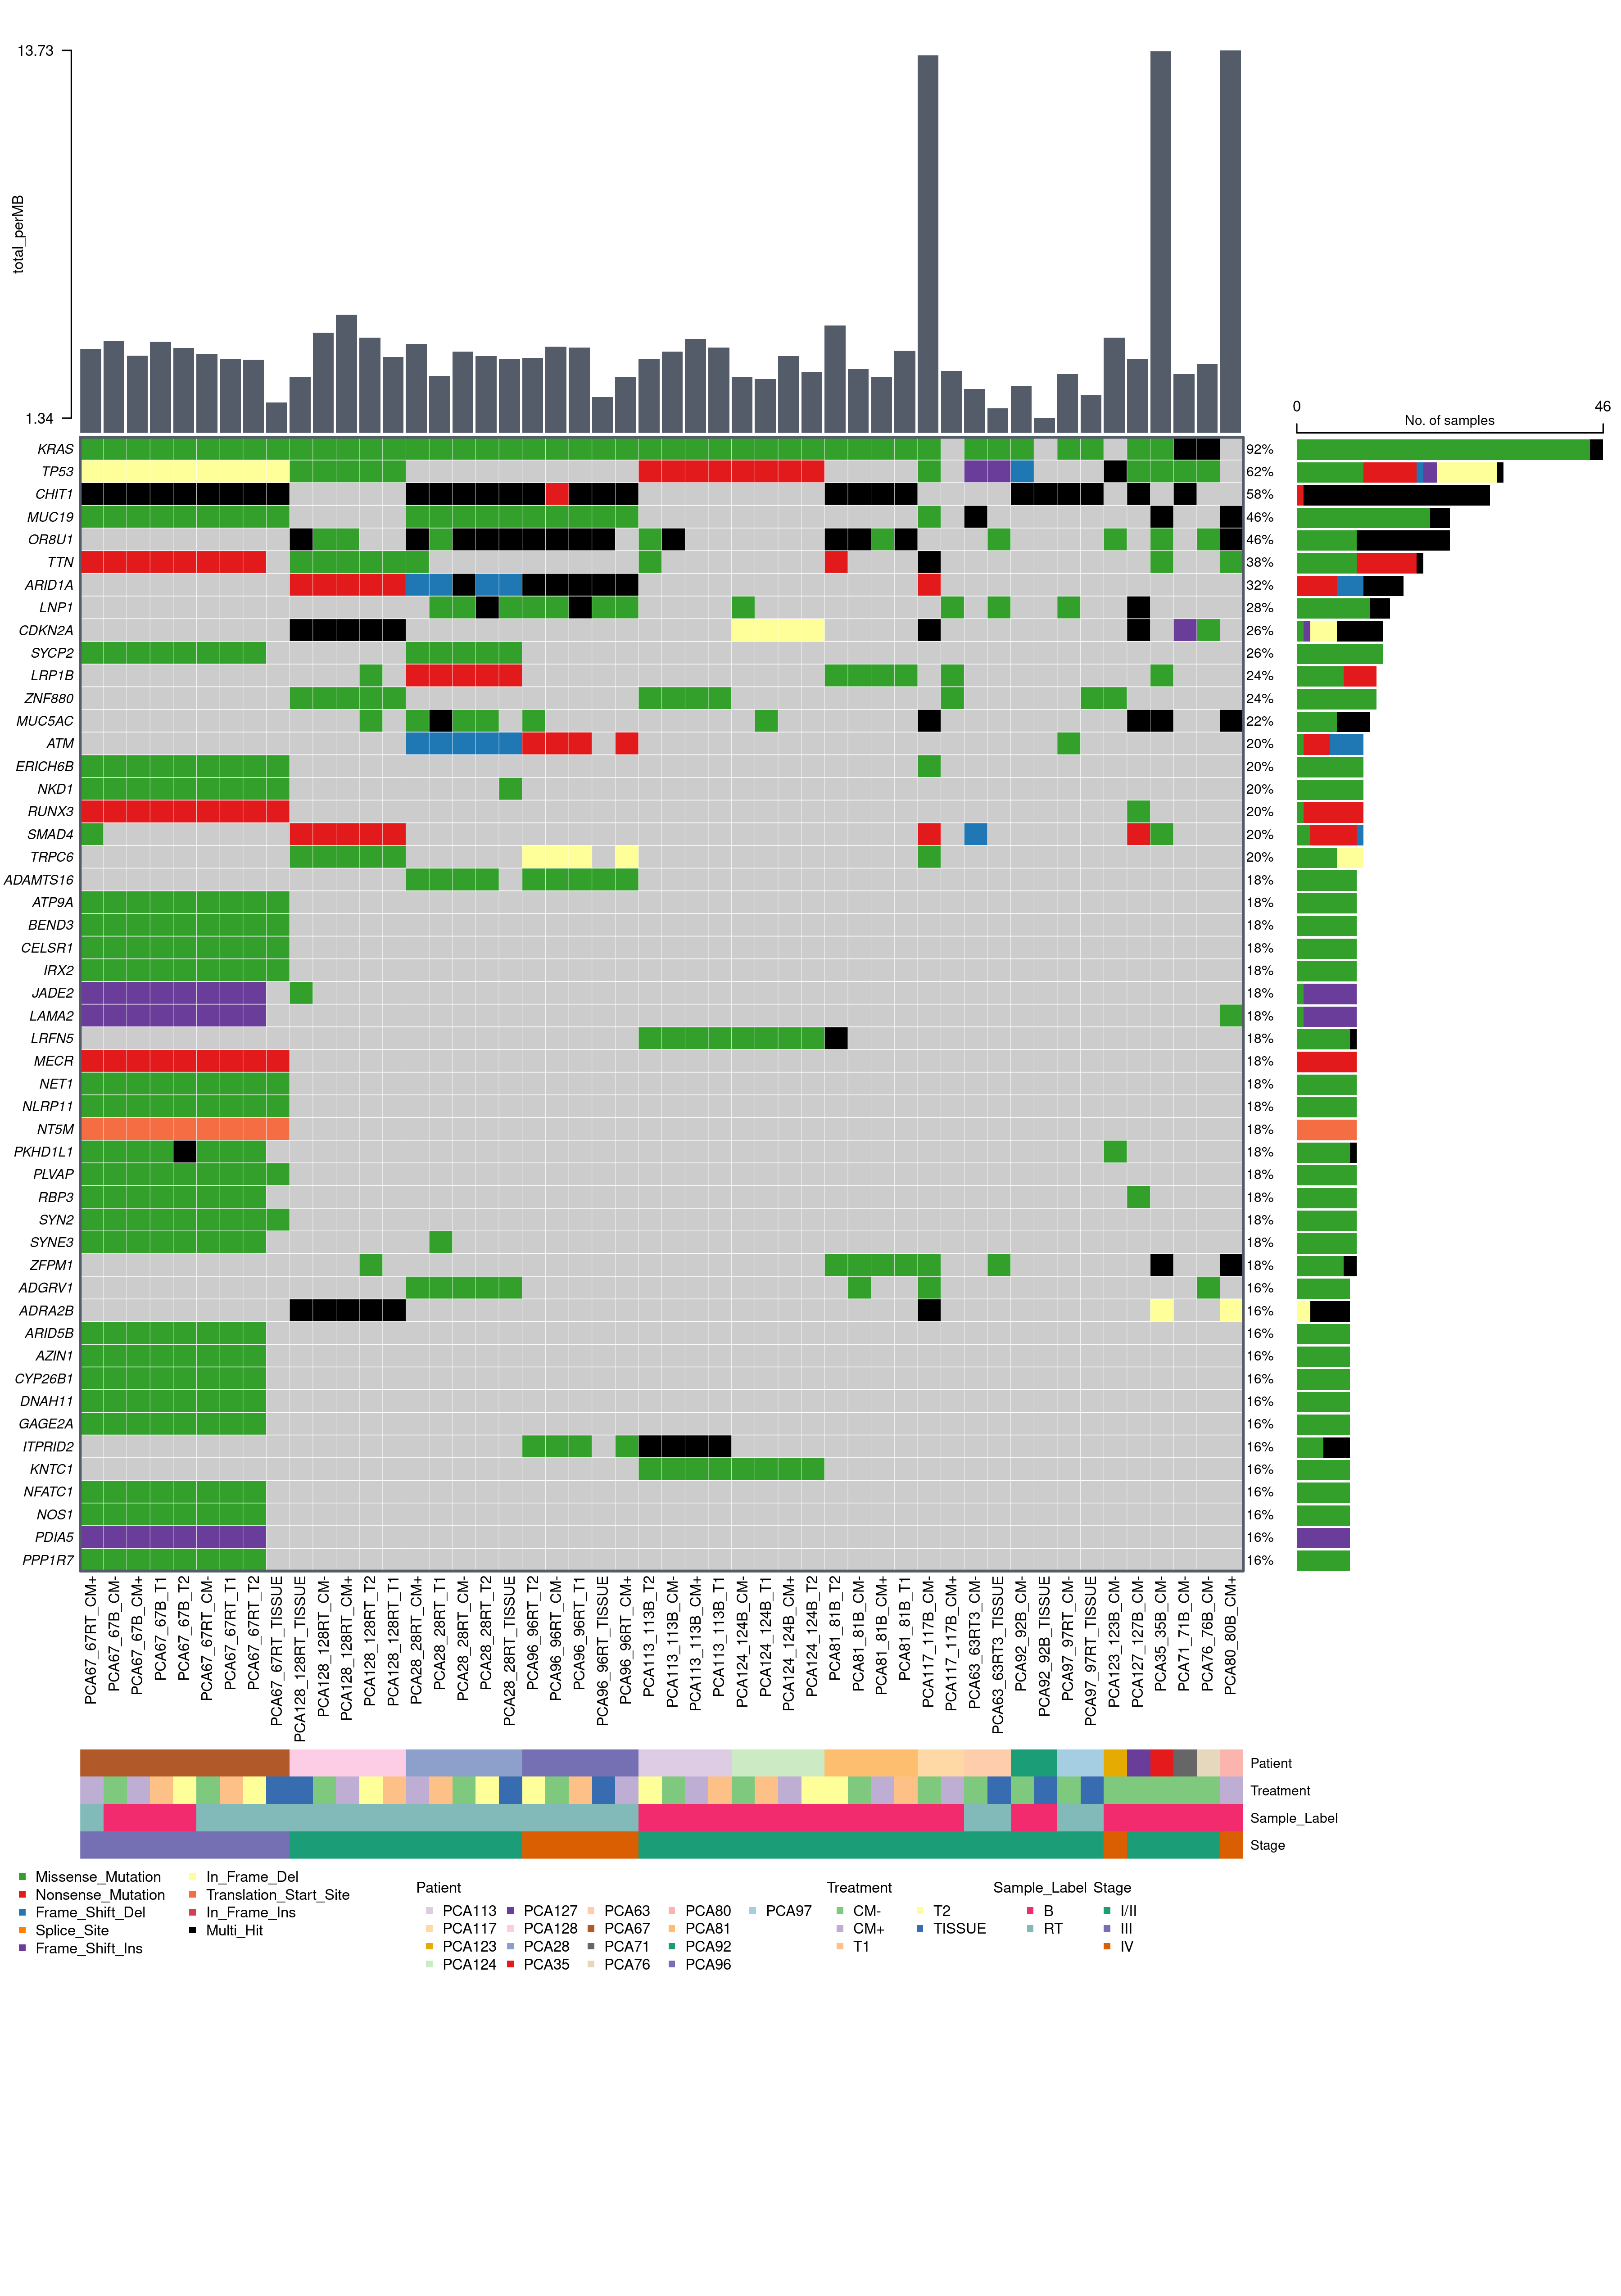 13.73
total_perMB
1.34
0
46
No. of samples
KRAS 92%
TP53 62%
CHIT1 58%
MUC19 46%
OR8U1 46%
TTN 38%
ARID1A 32%
LNP1 28%
CDKN2A 26%
SYCP2 26%
LRP1B 24%
ZNF880 24%
MUC5AC 22%
ATM 20%
ERICH6B 20%
NKD1 20%
RUNX3 20%
SMAD4 20%
TRPC6 20%
ADAMTS16 18%
ATP9A 18%
BEND3 18%
CELSR1 18%
IRX2 18%
JADE2 18%
LAMA2 18%
LRFN5 18%
MECR 18%
NET1 18%
NLRP11 18%
NT5M 18%
PKHD1L1 18%
PLVAP 18%
RBP3 18%
SYN2 18%
SYNE3 18%
ZFPM1 18%
ADGRV1 16%
ADRA2B 16%
ARID5B 16%
AZIN1 16%
CYP26B1 16%
DNAH11 16%
GAGE2A 16%
ITPRID2 16%
KNTC1 16%
NFATC1 16%
NOS1 16%
PDIA5 16%
PPP1R7 16%
PCA67_67RT_CM+
PCA67_67B_CM-
PCA67_67B_CM+
PCA67_67B_T1
PCA67_67B_T2
PCA67_67RT_CM-
PCA67_67RT_T1
PCA67_67RT_T2
PCA67_67RT_TISSUE
PCA128_128RT_TISSUE
PCA128_128RT_CM-
PCA128_128RT_CM+
PCA128_128RT_T2
PCA128_128RT_T1
PCA28_28RT_CM+
PCA28_28RT_T1
PCA28_28RT_CM-
PCA28_28RT_T2
PCA28_28RT_TISSUE
PCA96_96RT_T2
PCA96_96RT_CM-
PCA96_96RT_T1
PCA96_96RT_TISSUE
PCA96_96RT_CM+
PCA113_113B_T2
PCA113_113B_CM-
PCA113_113B_CM+
PCA113_113B_T1
PCA124_124B_CM-
PCA124_124B_T1
PCA124_124B_CM+
PCA124_124B_T2
PCA81_81B_T2
PCA81_81B_CM-
PCA81_81B_CM+
PCA81_81B_T1
PCA117_117B_CM-
PCA117_117B_CM+
PCA63_63RT3_CM-
PCA63_63RT3_TISSUE
PCA92_92B_CM-
PCA92_92B_TISSUE
PCA97_97RT_CM-
PCA97_97RT_TISSUE
PCA123_123B_CM-
PCA127_127B_CM-
PCA35_35B_CM-
PCA71_71B_CM-
PCA76_76B_CM-
PCA80_80B_CM+
Patient
Treatment
Sample_Label
Stage
Missense_Mutation In_Frame_Del
Nonsense_Mutation Translation_Start_Site
Frame_Shift_Del In_Frame_Ins
Splice_Site Multi_Hit
Frame_Shift_Ins
Patient Treatment Sample_Label Stage
PCA113 PCA127 PCA63 PCA80 PCA97 CM- T2 B I/II
PCA117 PCA128 PCA67 PCA81 CM+ TISSUE RT III
PCA123 PCA28 PCA71 PCA92 T1 IV
PCA124 PCA35 PCA76 PCA96